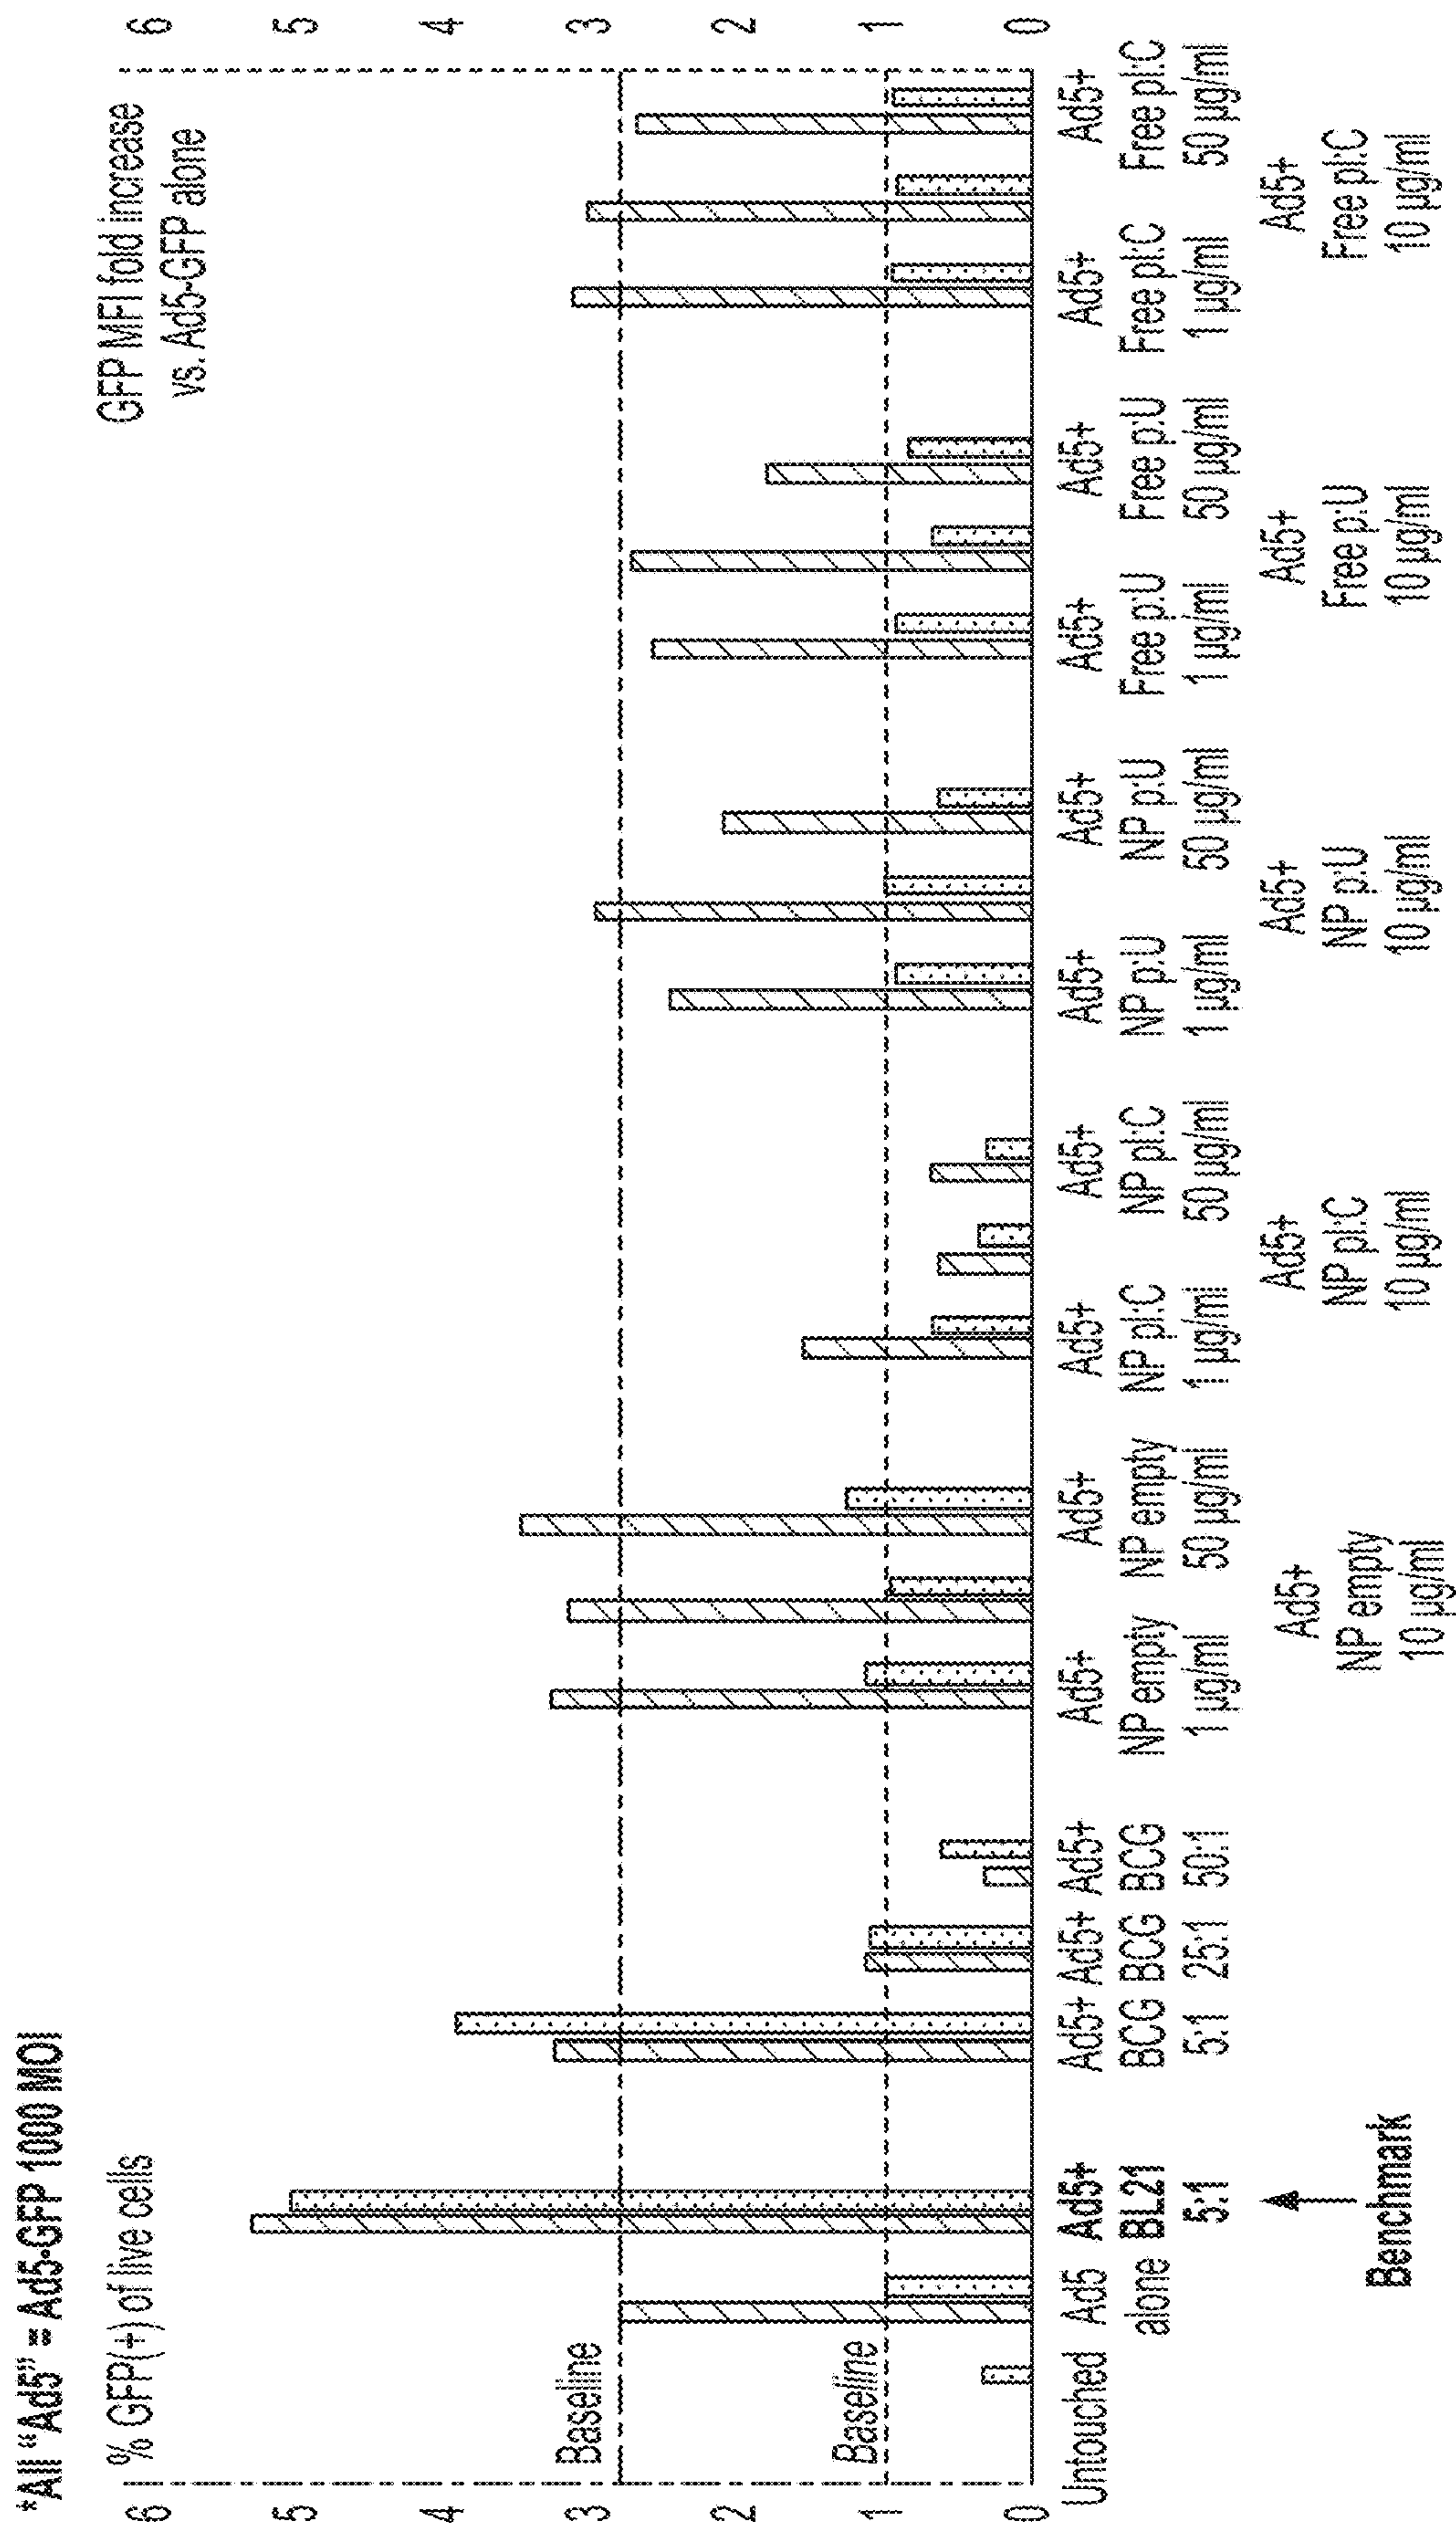 *All “Ad5” = Ad5-GFP 1000 MOI
% GFP(+) of live cells
GFP MFI fold increase
vs. Ad5-GFP alone
6
5
4
3
2
1
0
Baseline
Baseline
6
5
4
3
2
1
0
Untouched
Ad5
alone
Ad5+
BL21
5:1
Benchmark
Ad5+
BCG
5:1
Ad5+
BCG
25:1
Ad5+
BCG
50:1
Ad5+
NP empty
1 µg/ml
Ad5+
NP empty
10 µg/ml
Ad5+
NP empty
50 µg/ml
Ad5+
NP pI:C
1 µg/ml
Ad5+
NP pI:C
10 µg/ml
Ad5+
NP pI:C
50 µg/ml
Ad5+
NP p:U
1 µg/ml
Ad5+
NP p:U
10 µg/ml
Ad5+
NP p:U
50 µg/ml
Ad5+
Free p:U
1 µg/ml
Ad5+
Free p:U
10 µg/ml
Ad5+
Free p:U
50 µg/ml
Ad5+
Free pI:C
1 µg/ml
Ad5+
Free pI:C
10 µg/ml
Ad5+
Free pI:C
50 µg/ml